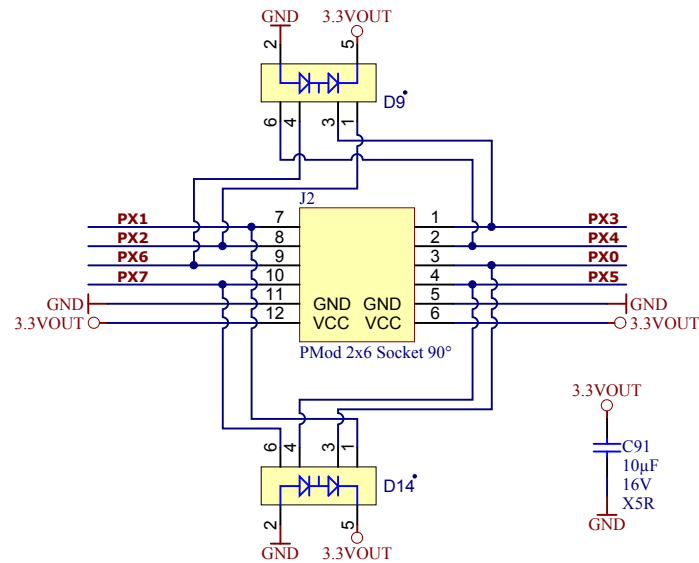 GND 3.3VOUT
2 5
D9
6 4 3 1
J2
PX1 7 1 PX3
PX2 8 2 PX4
PX6 9 3 PX0
PX7 10 4 PX5
GND 11 GND GND 5 GND
3.3VOUT 12 VCC VCC 6 3.3VOUT
PMod 2x6 Socket 90°
6 4 3 1
D14
2 5
GND 3.3VOUT
3.3VOUT
C91
10µF
16V
X5R
GND